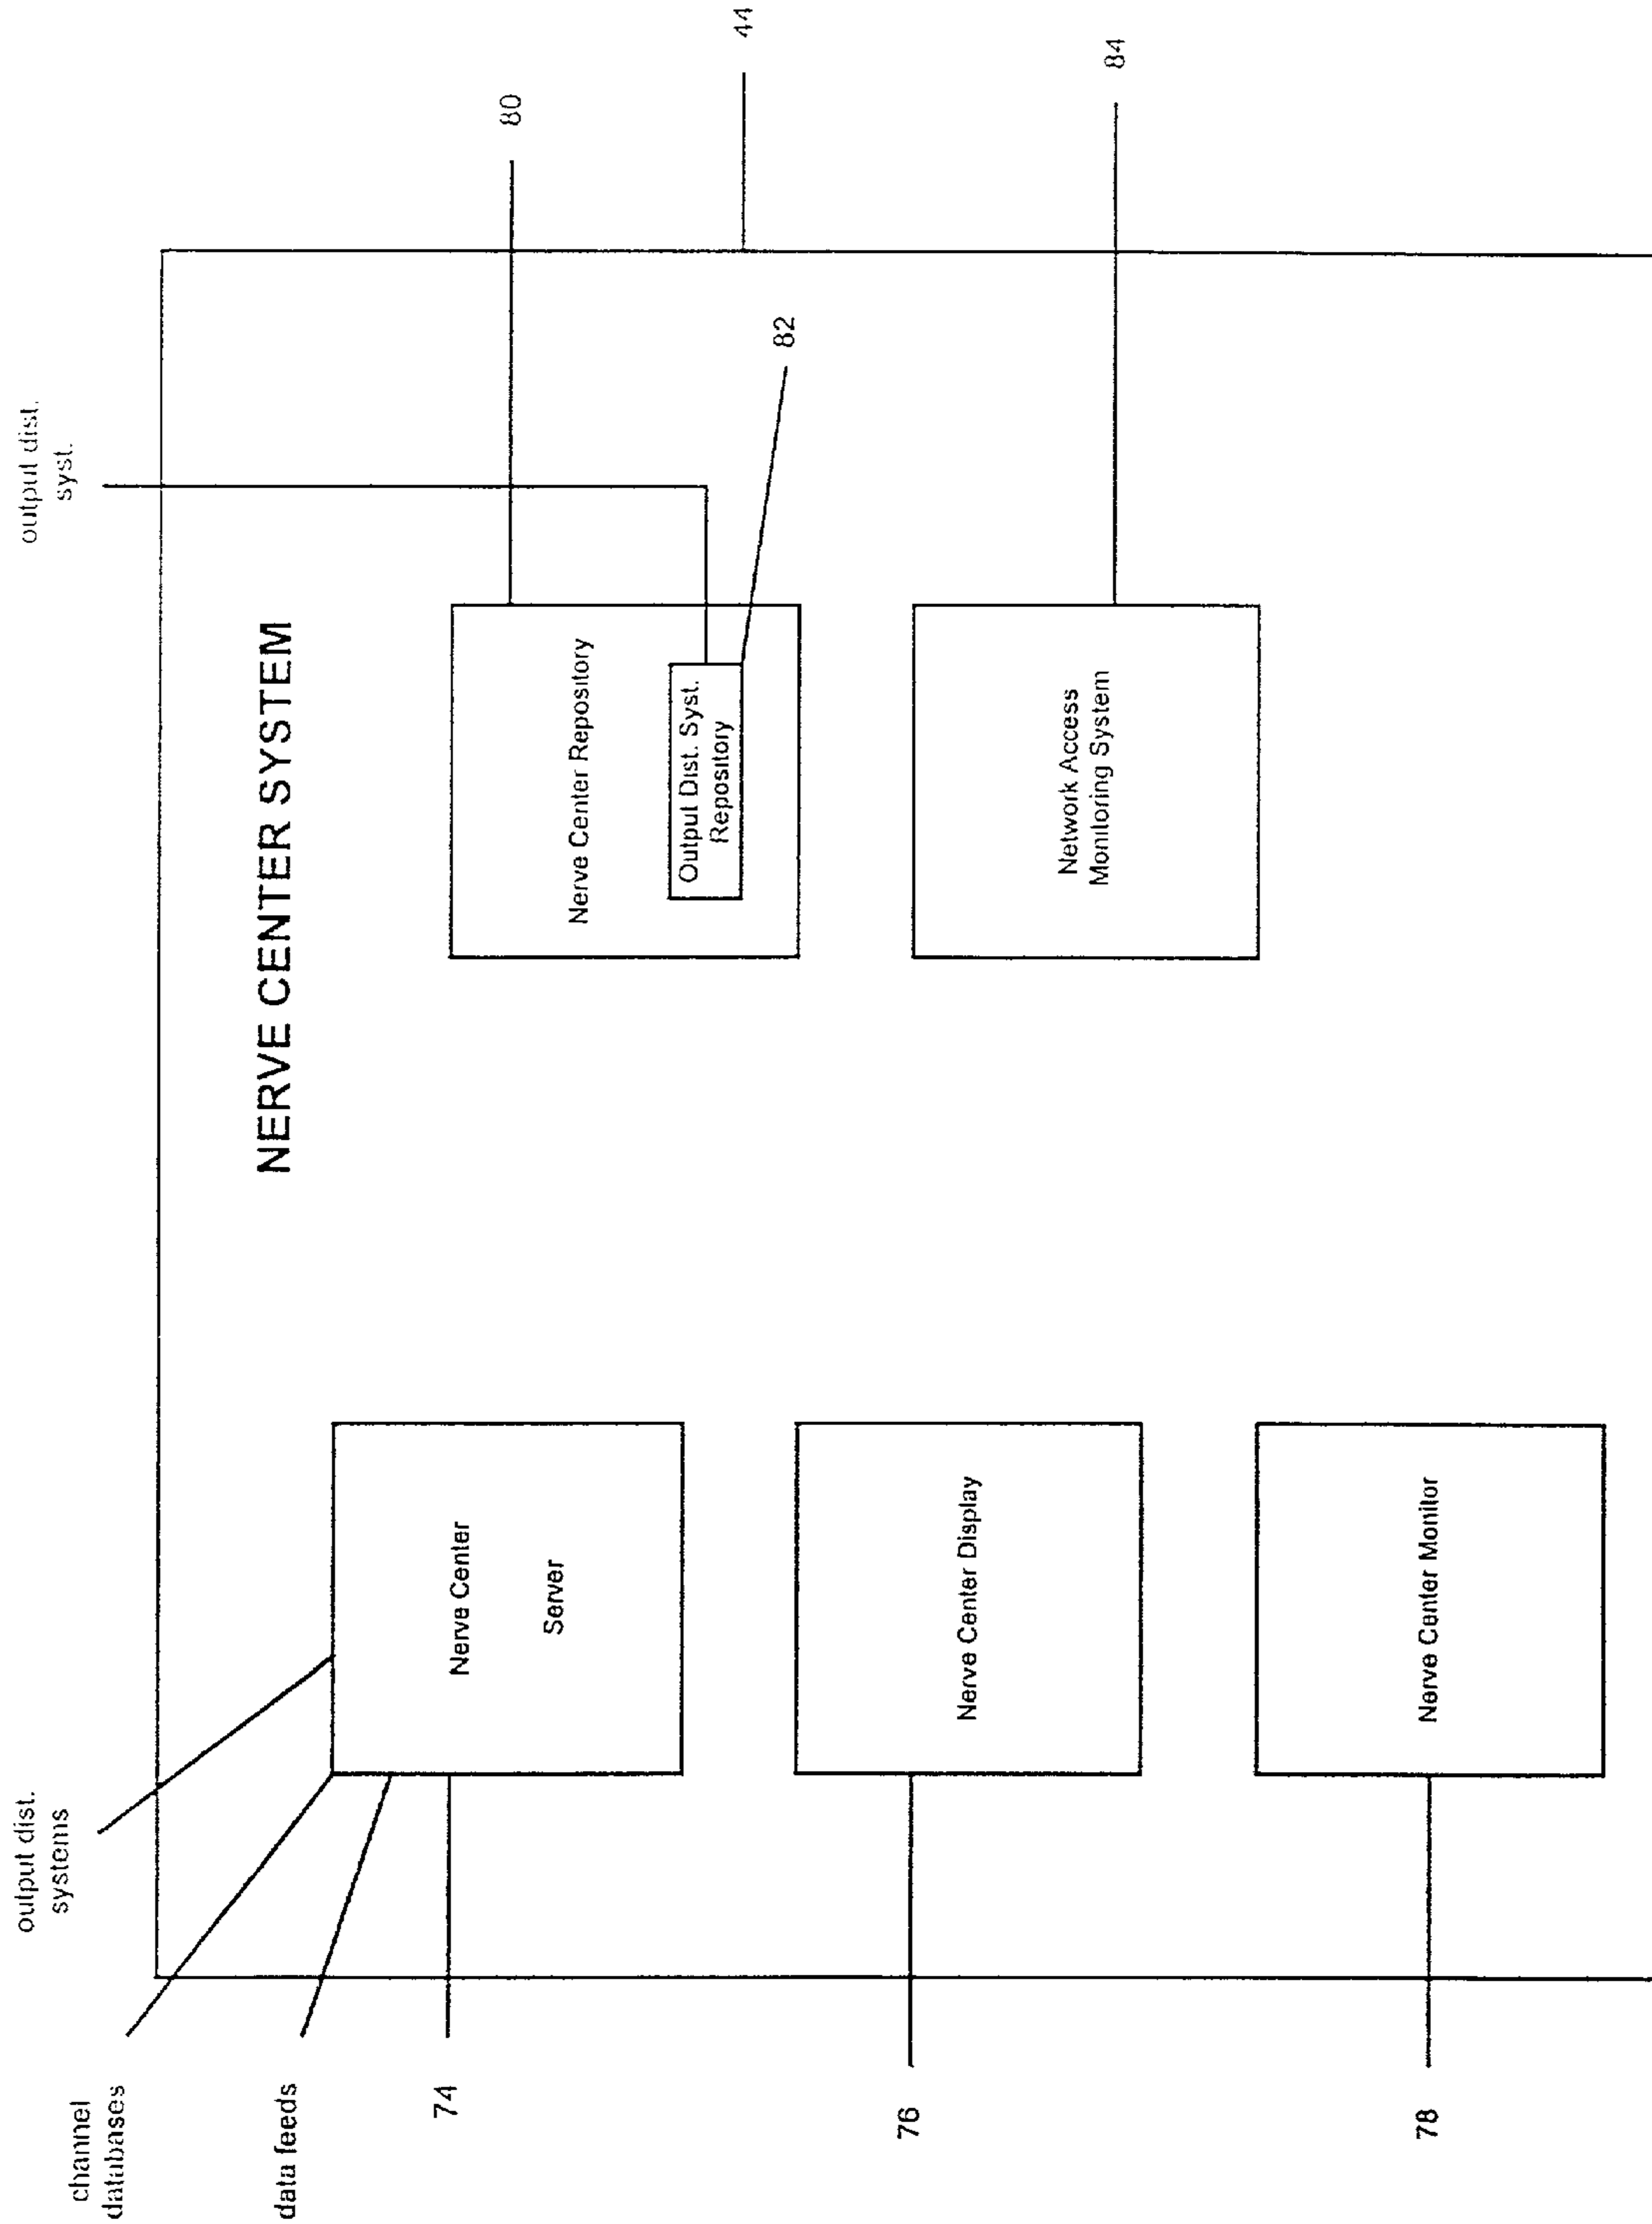 output dist.
systems
output dist.
syst.
channel
databases
data feeds
NERVE CENTER SYSTEM
74
Nerve Center
Server
Nerve Center Repository
Output Dist. Syst.
Repository
80
82
44
76
Nerve Center Display
Network Access
Monitoring System
84
78
Nerve Center Monitor